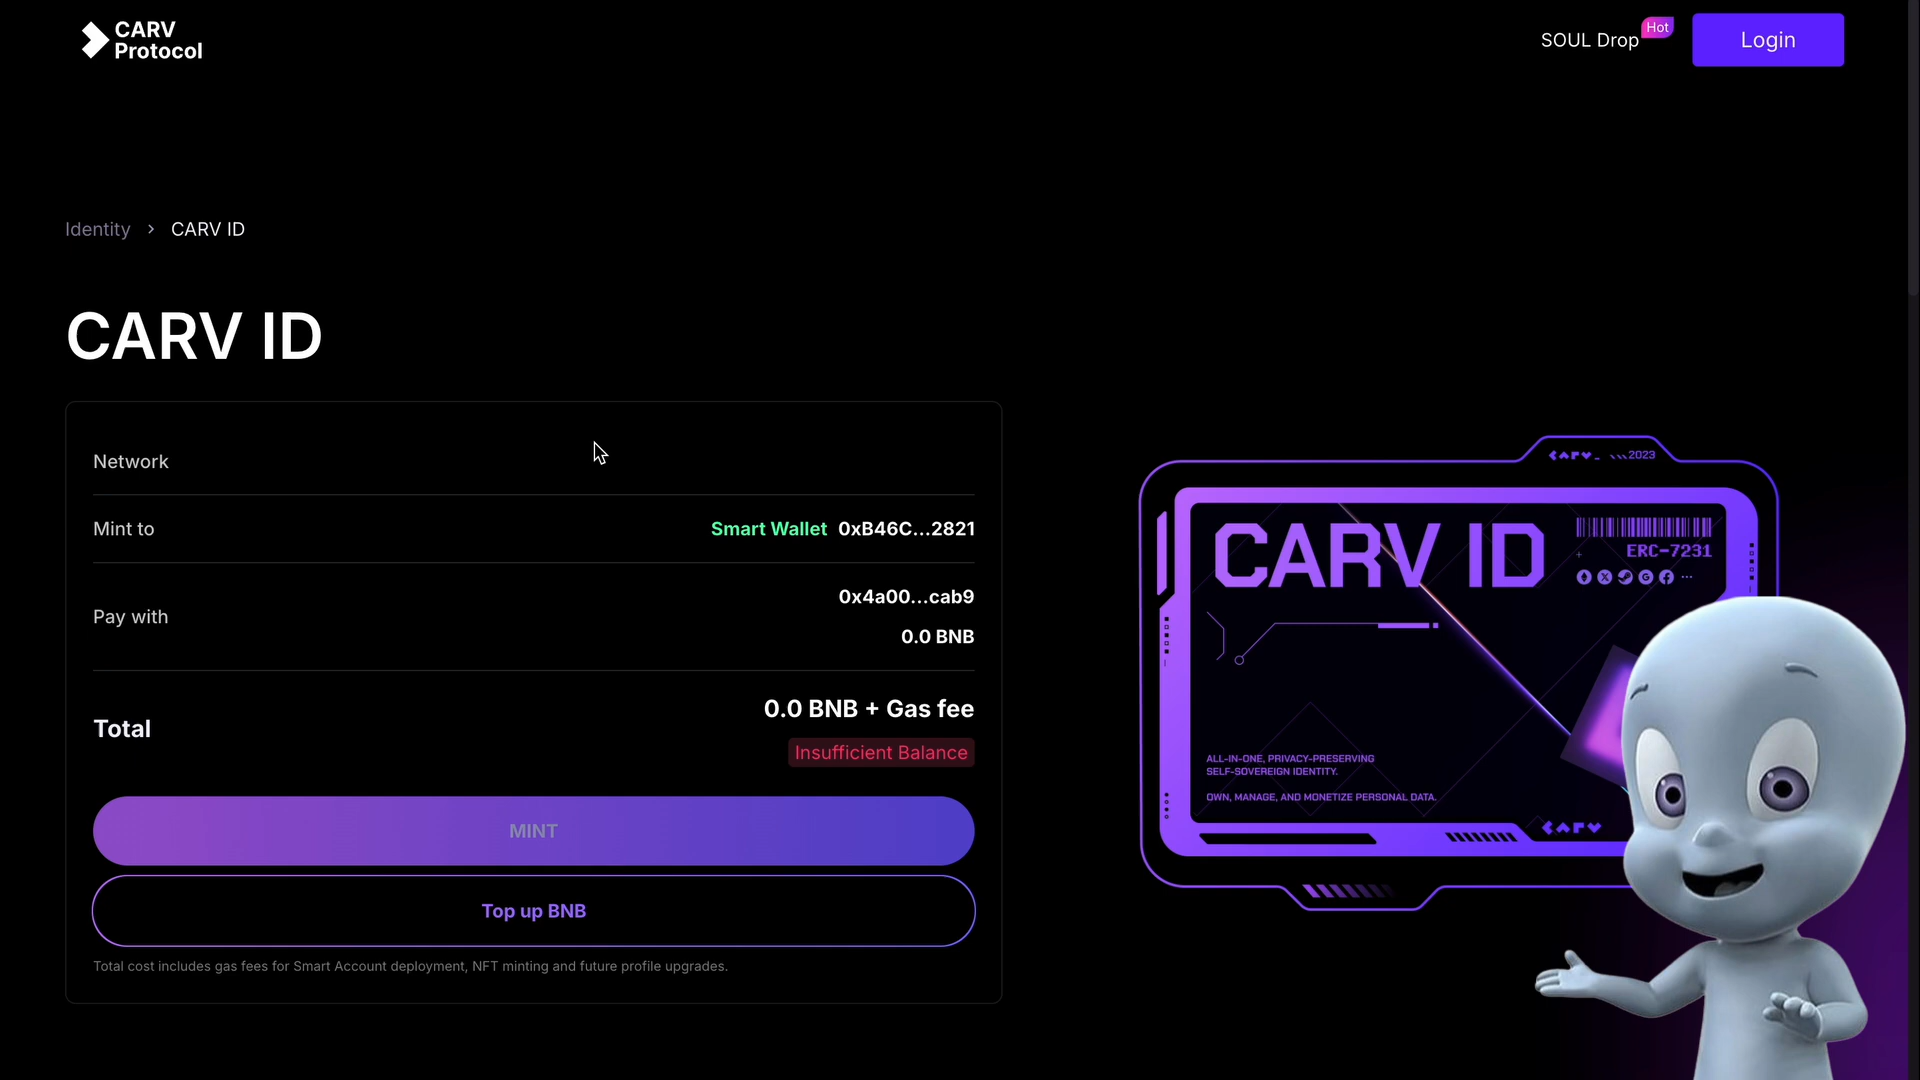 CARV
Protocol
SOUL Drop
Hot
Login
Identity > CARV ID
CARV ID
Network
Mint to
Smart Wallet 0xB46C...2821
Pay with
0x4a00...cab9
0.0 BNB
Total
0.0 BNB + Gas fee
Insufficient Balance
MINT
Top up BNB
Total cost includes gas fees for Smart Account deployment, NFT minting and future profile upgrades.
CARV
2023
CARV ID
ERC-7231
ALL-IN-ONE, PRIVACY-PRESERVING
SELF-SOVEREIGN IDENTITY.
OWN, MANAGE, AND MONETIZE PERSONAL DATA.
CARV